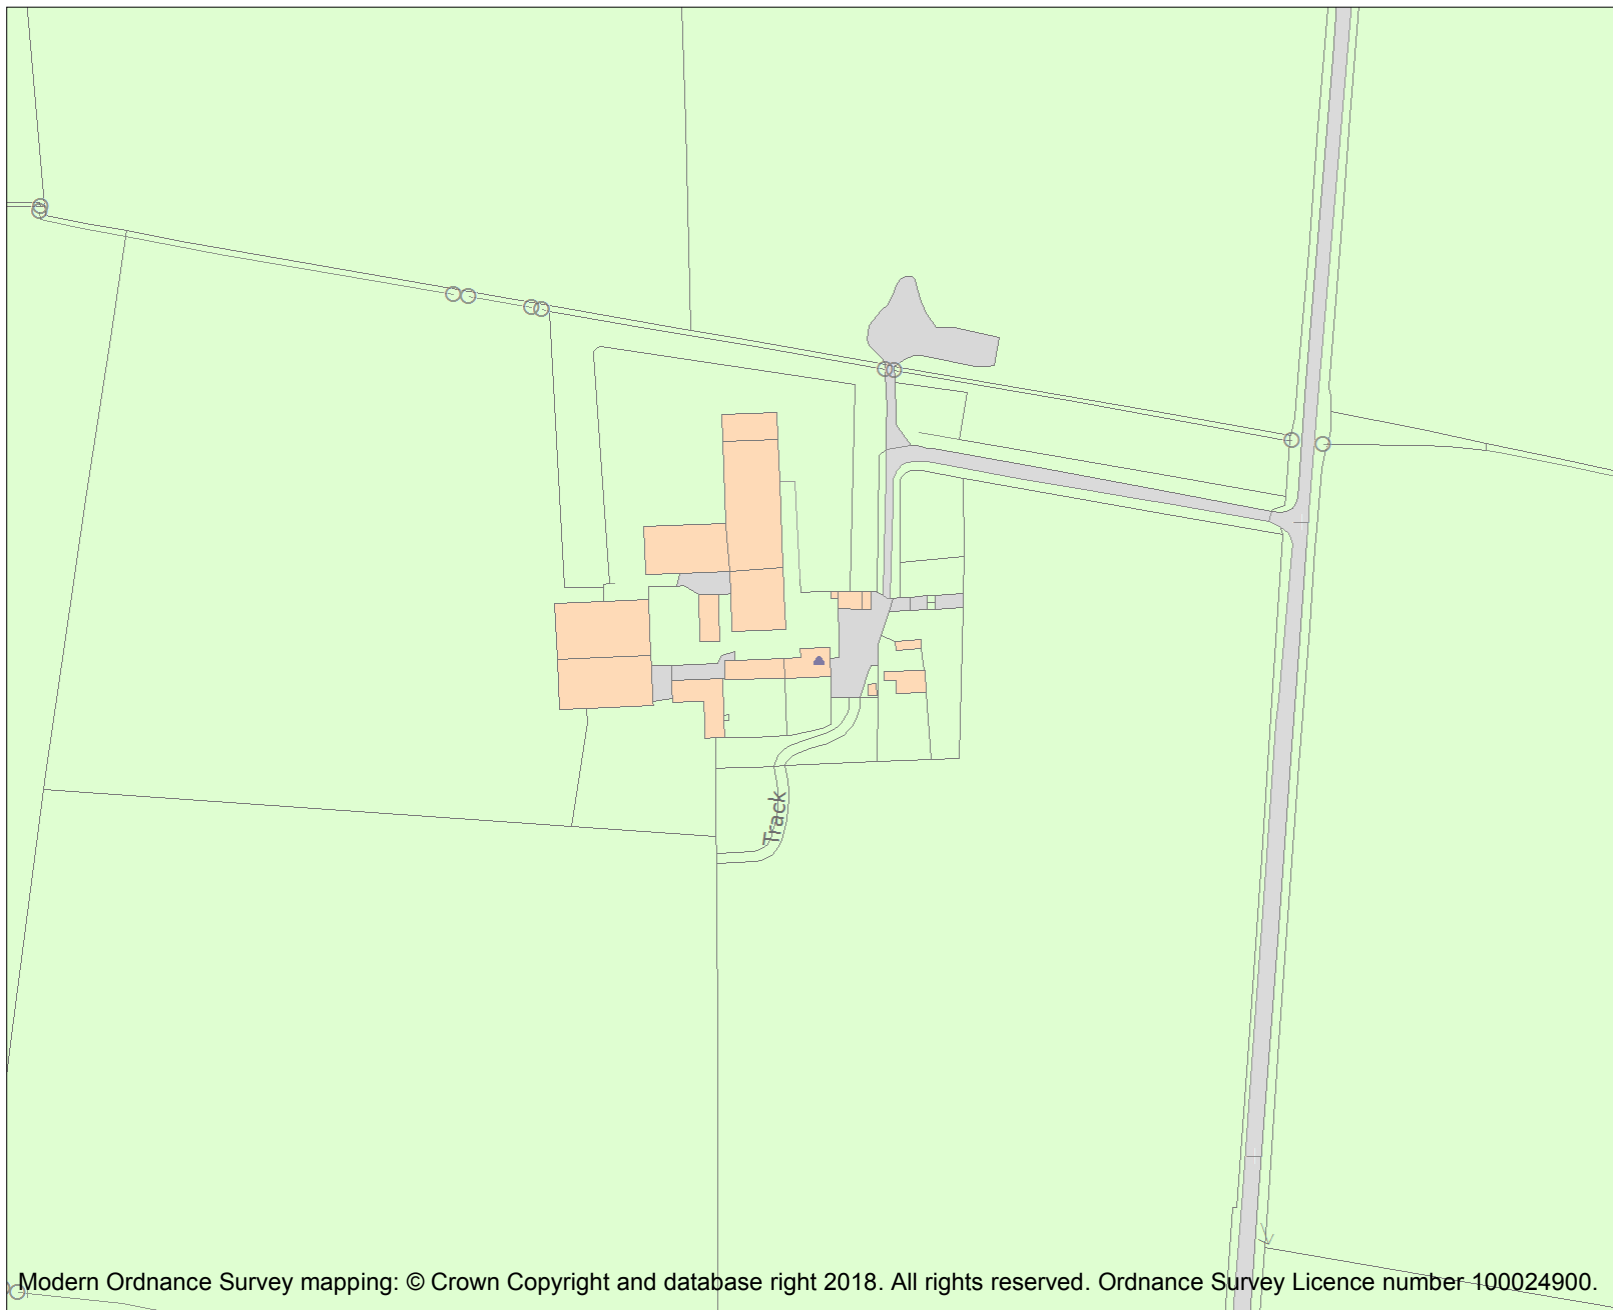 Track
Modern Ordnance Survey mapping: © Crown Copyright and database right 2018. All rights reserved. Ordnance Survey Licence number 100024900.